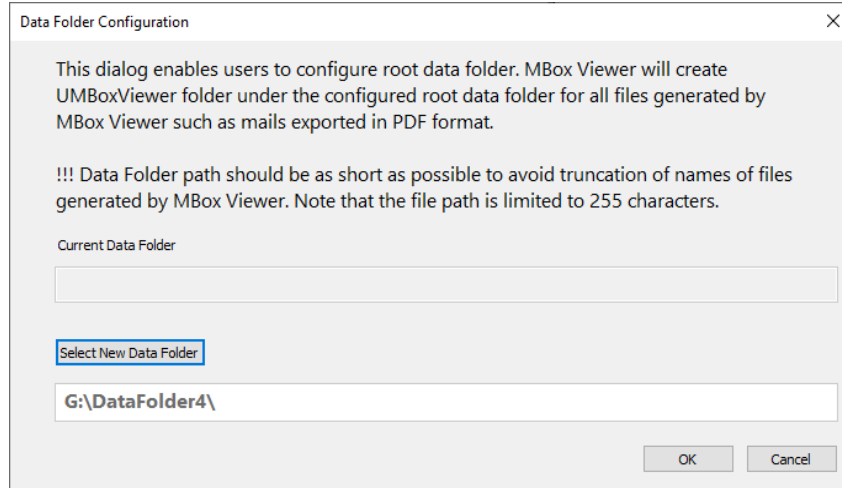 Data Folder Configuration
This dialog enables users to configure root data folder. MBox Viewer will create
UMBoxViewer folder under the configured root data folder for all files generated by
MBox Viewer such as mails exported in PDF format.
!!! Data Folder path should be as short as possible to avoid truncation of names of files
generated by MBox Viewer. Note that the file path is limited to 255 characters.
Current Data Folder
Select New Data Folder
G:\DataFolder4\
OK
Cancel